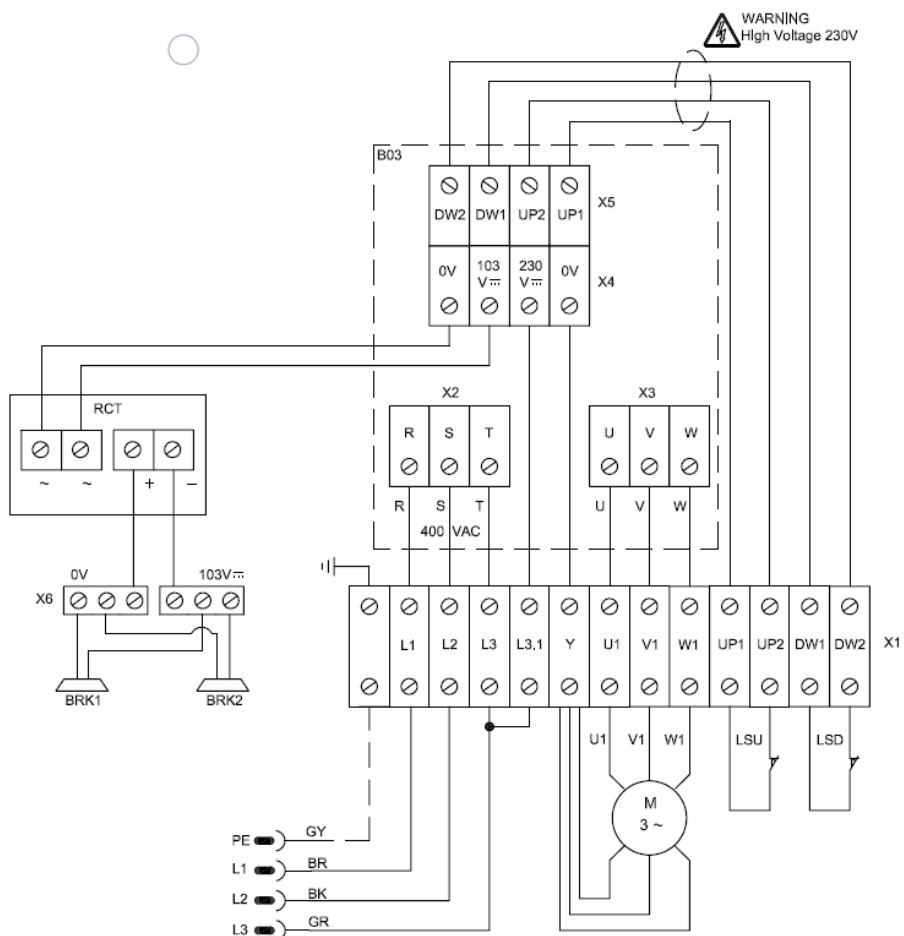 WARNING
High Voltage 230V
B03
DW2 DW1 UP2 UP1 X5
0V 103 V⎓ 230 V⎓ 0V X4
RCT
~ ~ + −
X2 X3
R S T U V W
R S T U V W
400 VAC
0V 103V⎓
X6
BRK1 BRK2
L1 L2 L3 L3,1 Y U1 V1 W1 UP1 UP2 DW1 DW2 X1
U1 V1 W1 LSU LSD
M
3 ~
PE GY
L1 BR
L2 BK
L3 GR